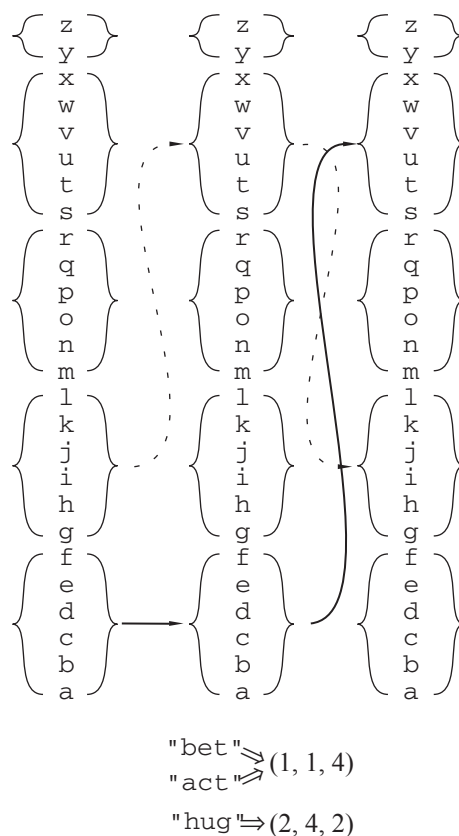 z z z
y y y
x x x
w w w
v v v
u u u
t t t
s s s
r r r
q q q
p p p
o o o
n n n
m m m
l l l
k k k
j j j
i i i
h h h
g g g
f f f
e e e
d d d
c c c
b b b
a a a
"bet"
"act" ⇒ (1, 1, 4)
"hug" ⇒ (2, 4, 2)